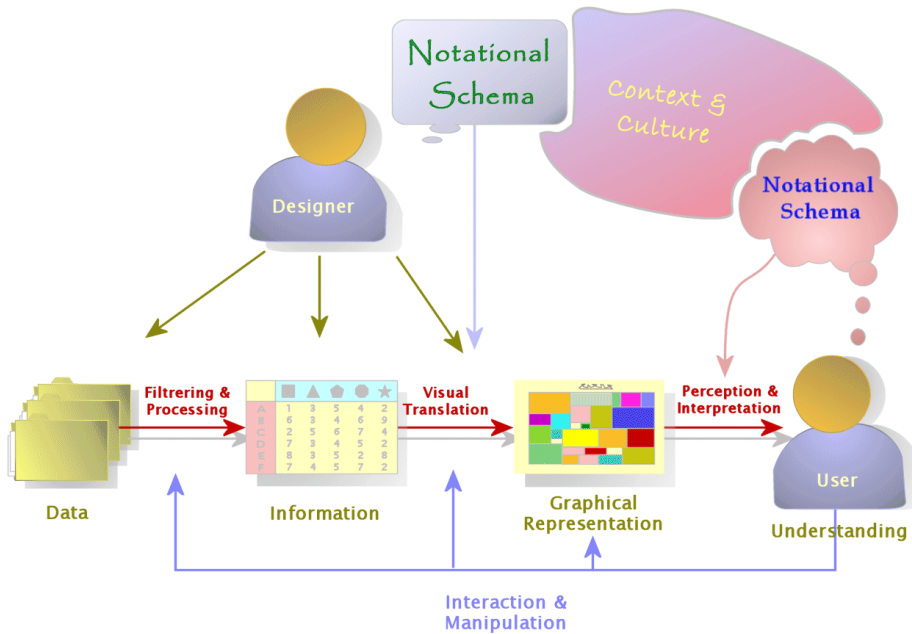 Notational
Schema
Context &
Culture
Notational
Schema
Designer
Filtrering &
Processing
Visual
Translation
Perception &
Interpretation
A 1 3 5 4 2
B 6 3 4 6 9
C 2 5 6 7 4
D 7 3 4 5 2
E 8 3 5 2 8
F 7 4 5 7 2
User
Data
Information
Graphical
Representation
Understanding
Interaction &
Manipulation